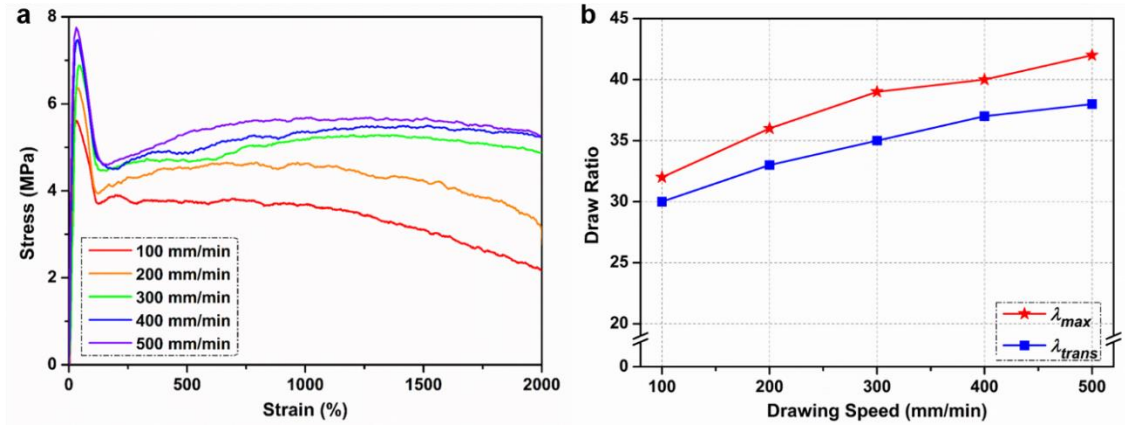 a
Stress (MPa)
8
6
4
2
0
100 mm/min
200 mm/min
300 mm/min
400 mm/min
500 mm/min
0 500 1000 1500 2000
Strain (%)
b
Draw Ratio
45
40
35
30
25
20
0
λmax
λtrans
100 200 300 400 500
Drawing Speed (mm/min)